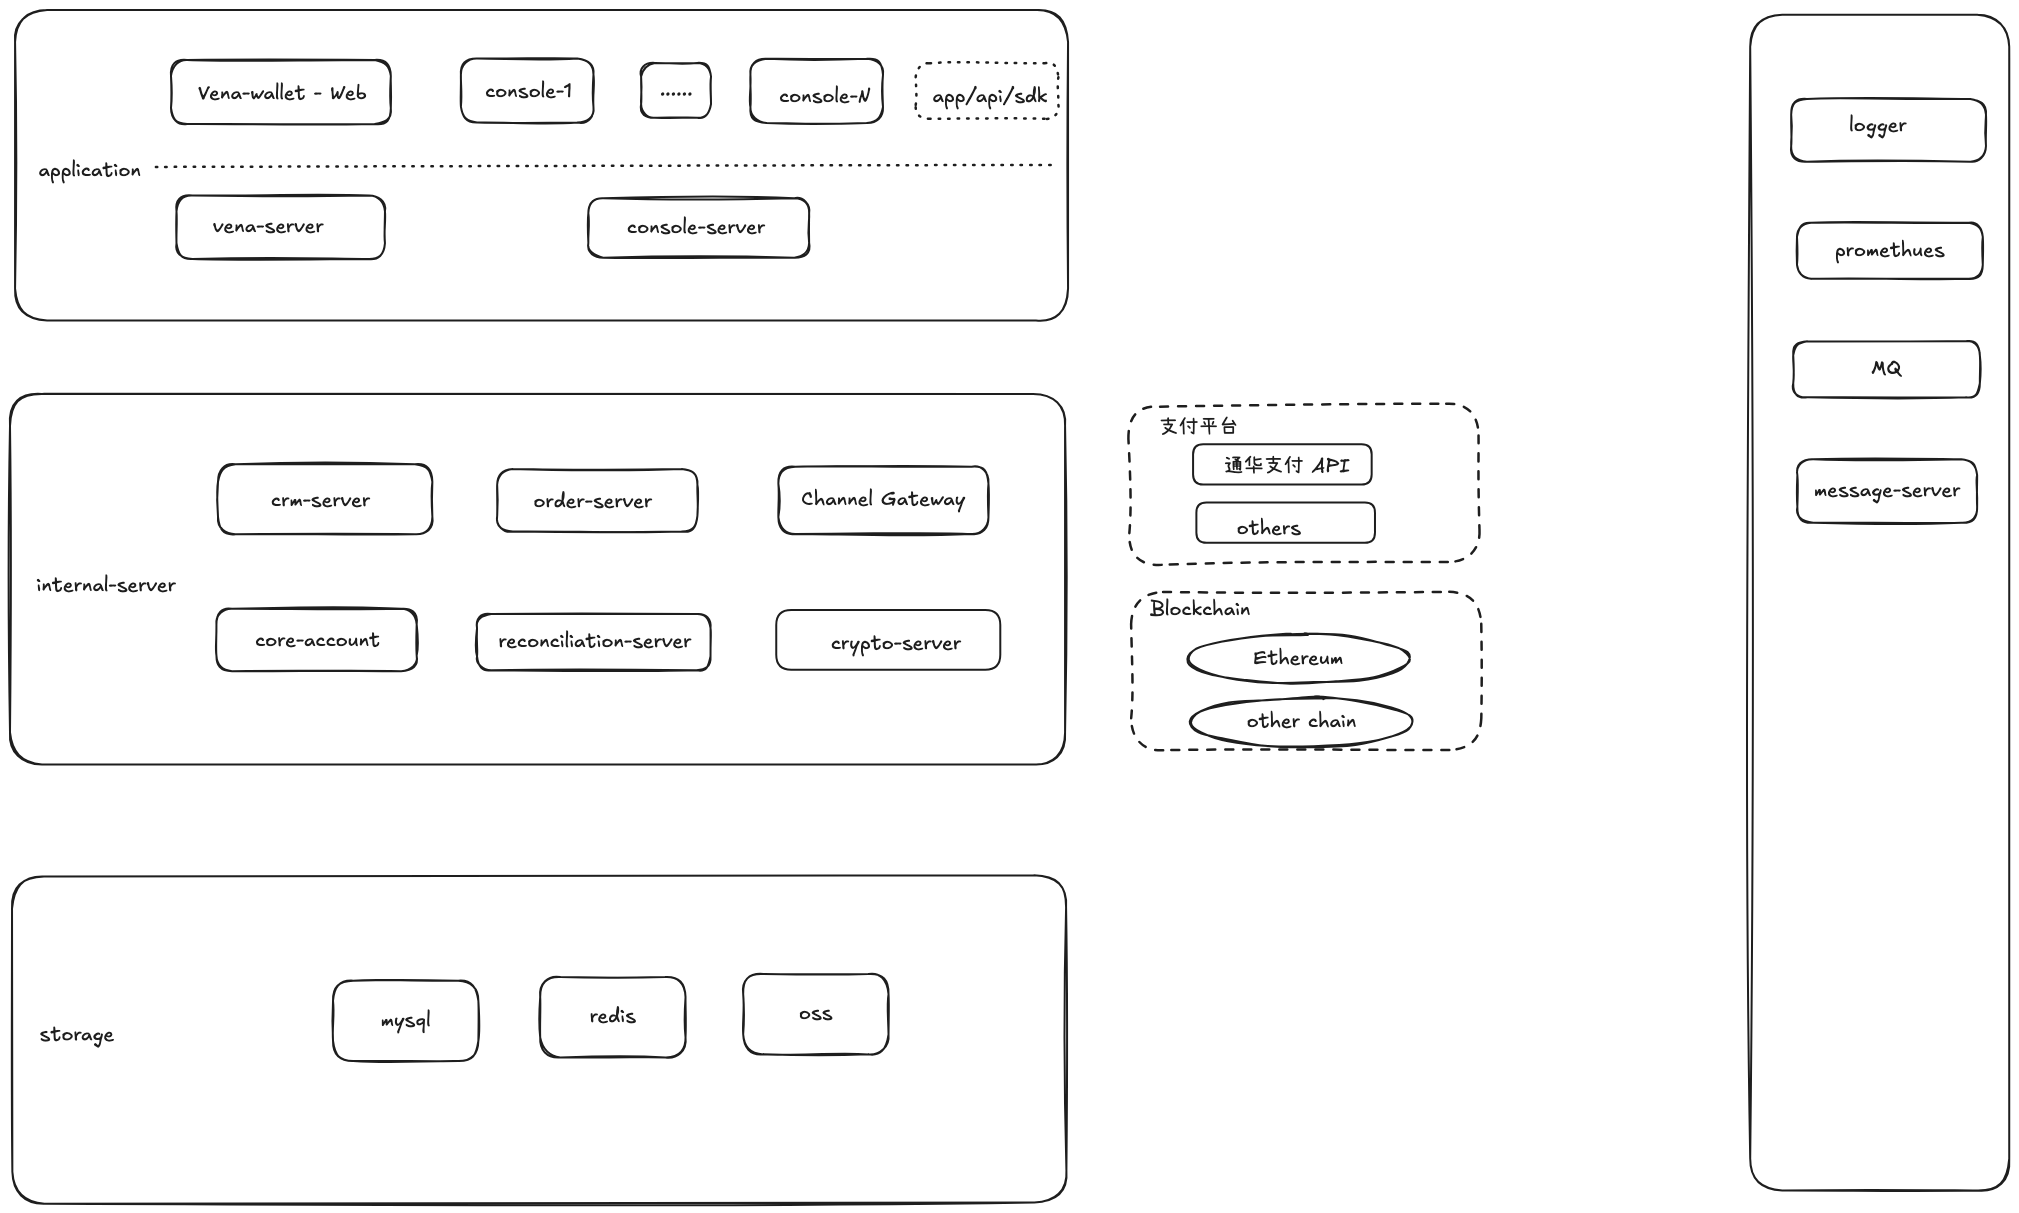 Vena-wallet - Web
console-1
......
console-N
app/api/sdk
application
vena-server
console-server
crm-server
order-server
Channel Gateway
internal-server
core-account
reconciliation-server
crypto-server
支付平台
通华支付 API
others
Blockchain
Ethereum
other chain
storage
mysql
redis
oss
logger
promethues
MQ
message-server